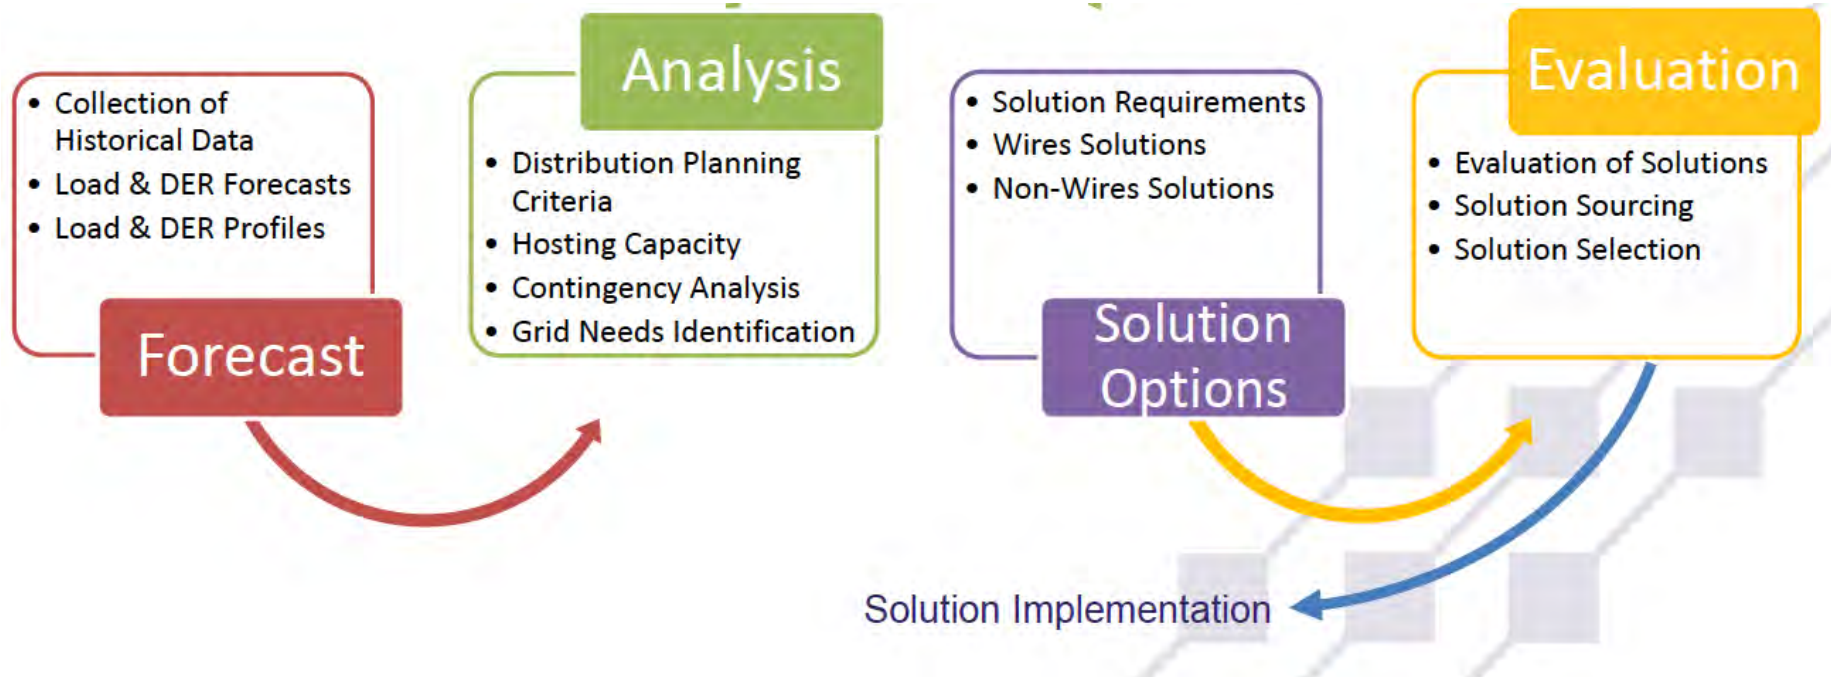 Forecast
• Collection of
Historical Data
• Load & DER Forecasts
• Load & DER Profiles
Analysis
• Distribution Planning
Criteria
• Hosting Capacity
• Contingency Analysis
• Grid Needs Identification
• Solution Requirements
• Wires Solutions
• Non-Wires Solutions
Solution
Options
Evaluation
• Evaluation of Solutions
• Solution Sourcing
• Solution Selection
Solution Implementation